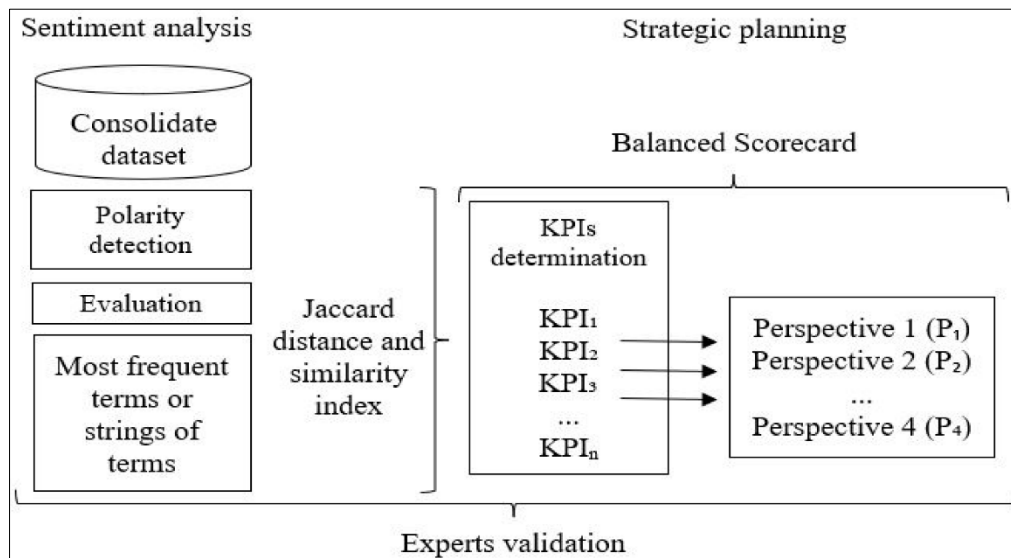 Sentiment analysis
Strategic planning
Consolidate
dataset
Polarity
detection
Evaluation
Most frequent
terms or
strings of
terms
Jaccard
distance and
similarity
index
Balanced Scorecard
KPIs
determination
KPI₁
KPI₂
KPI₃
...
KPIₙ
Perspective 1 (P₁)
Perspective 2 (P₂)
...
Perspective 4 (P₄)
Experts validation